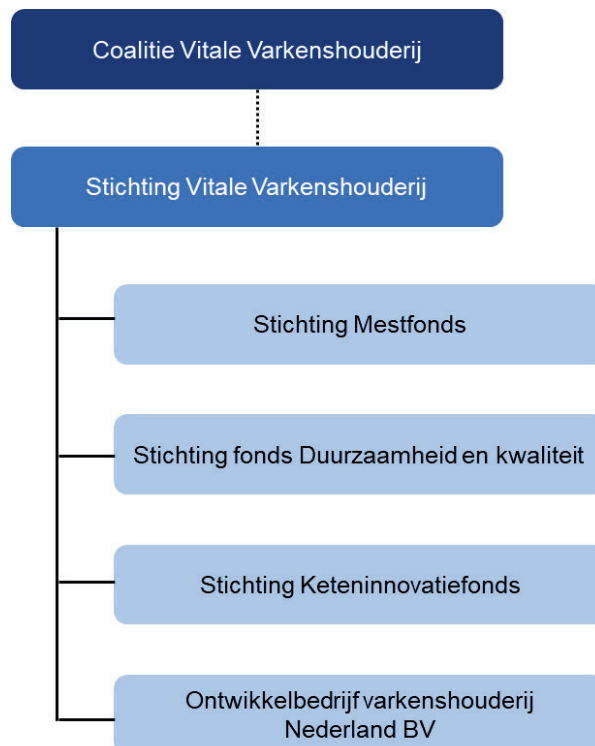 Coalitie Vitale Varkenshouderij
Stichting Vitale Varkenshouderij
Stichting Mestfonds
Stichting fonds Duurzaamheid en kwaliteit
Stichting Keteninnovatiefonds
Ontwikkelbedrijf varkenshouderij
Nederland BV